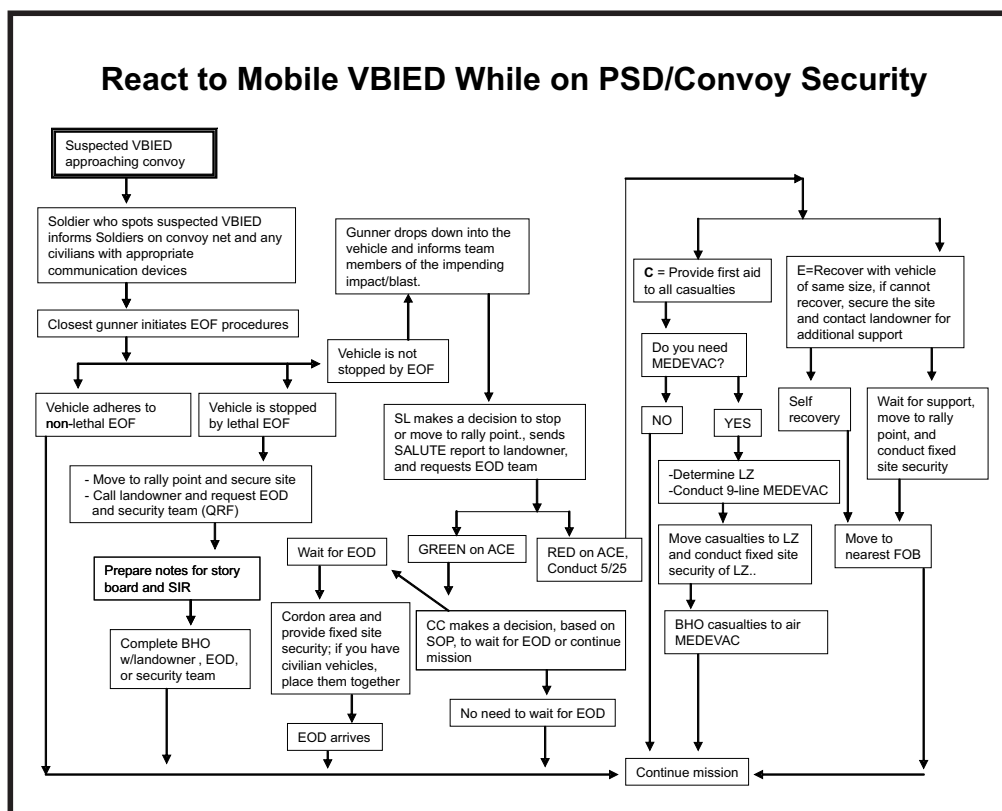 React to Mobile VBIED While on PSD/Convoy Security
Suspected VBIED
approaching convoy
Soldier who spots suspected VBIED
informs Soldiers on convoy net and any
civilians with appropriate
communication devices
Closest gunner initiates EOF procedures
Vehicle adheres to
non-lethal EOF
Vehicle is stopped
by lethal EOF
Vehicle is not
stopped by EOF
- Move to rally point and secure site
- Call landowner and request EOD
and security team (QRF)
Prepare notes for story
board and SIR
Complete BHO
w/landowner , EOD,
or security team
Gunner drops down into the
vehicle and informs team
members of the impending
impact/blast.
SL makes a decision to stop
or move to rally point., sends
SALUTE report to landowner,
and requests EOD team
GREEN on ACE
RED on ACE,
Conduct 5/25
Wait for EOD
CC makes a decision, based on
SOP, to wait for EOD or continue
mission
Cordon area and
provide fixed site
security; if you have
civilian vehicles,
place them together
EOD arrives
No need to wait for EOD
C = Provide first aid
to all casualties
Do you need
MEDEVAC?
NO
YES
-Determine LZ
-Conduct 9-line MEDEVAC
Move casualties to LZ
and conduct fixed site
security of LZ..
BHO casualties to air
MEDEVAC
E=Recover with vehicle
of same size, if cannot
recover, secure the site
and contact landowner for
additional support
Self
recovery
Wait for support,
move to rally
point, and
conduct fixed
site security
Move to
nearest FOB
Continue mission